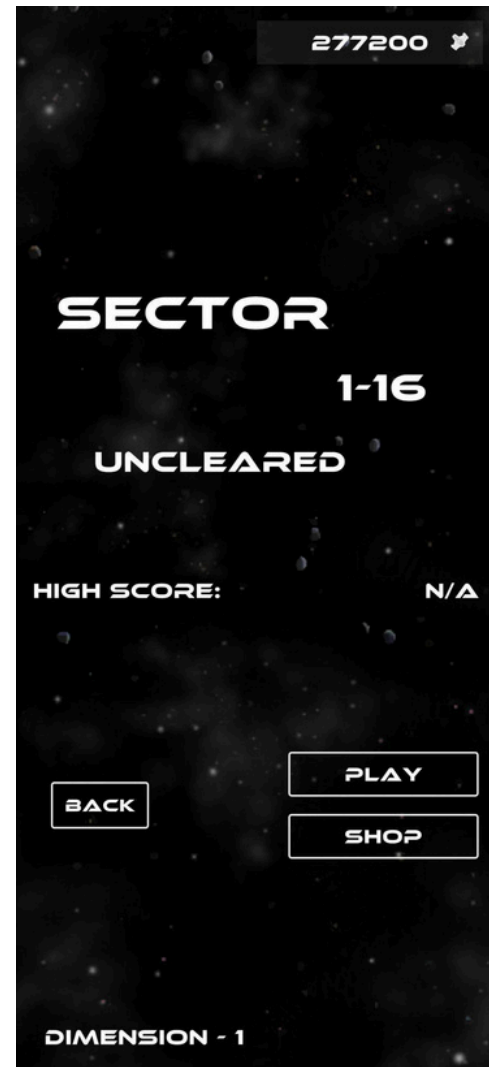 277200
SECTOR
1-16
UNCLEARED
HIGH SCORE: N/A
PLAY
BACK
SHOP
DIMENSION - 1